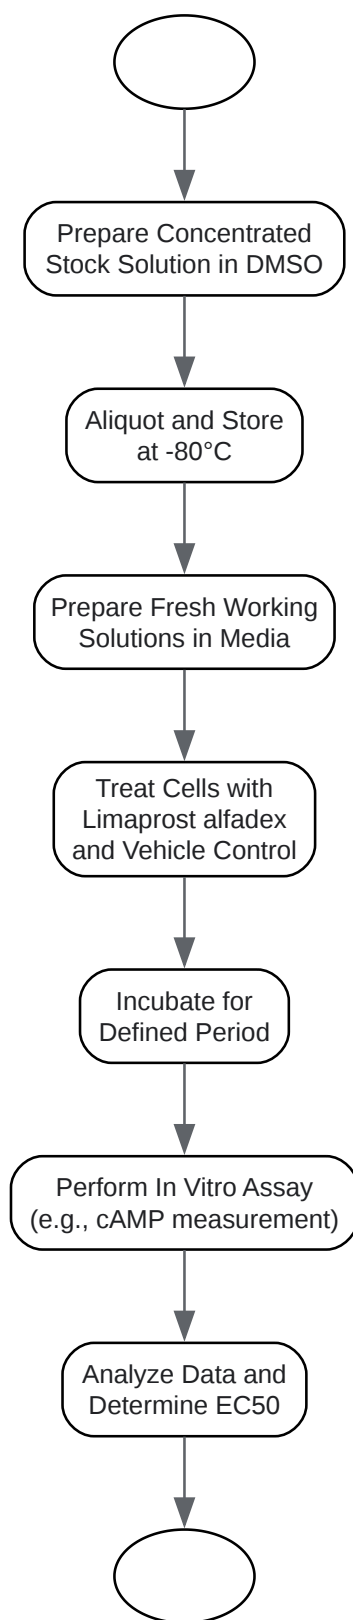 Prepare Concentrated
Stock Solution in DMSO
Aliquot and Store
at -80°C
Prepare Fresh Working
Solutions in Media
Treat Cells with
Limaprost alfadex
and Vehicle Control
Incubate for
Defined Period
Perform In Vitro Assay
(e.g., cAMP measurement)
Analyze Data and
Determine EC50